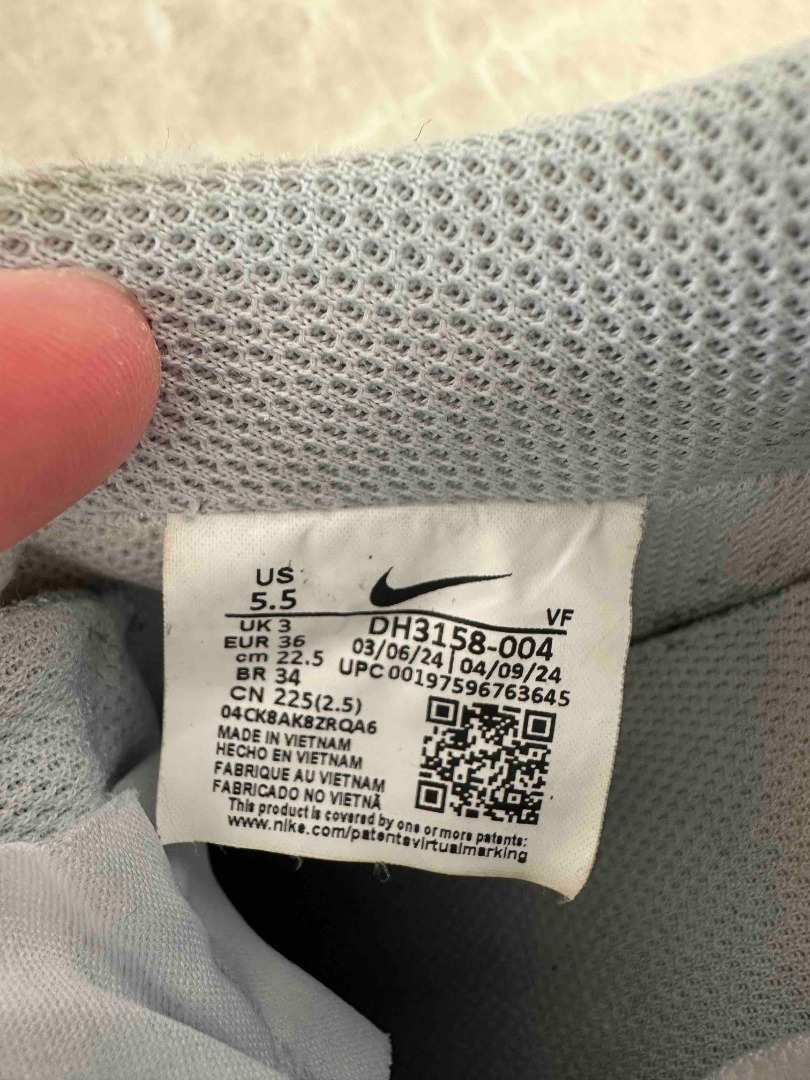 US
5.5
VF
UK 3
EUR 36
cm 22.5
BR 34
CN 225(2.5)
DH3158-004
03/06/24 | 04/09/24
UPC 00197596763645
04CK8AK8ZRQA6
MADE IN VIETNAM
HECHO EN VIETNAM
FABRIQUE AU VIETNAM
FABRICADO NO VIETNÃ
This product is covered by one or more patents:
www.nike.com/patentsvirtualmarking